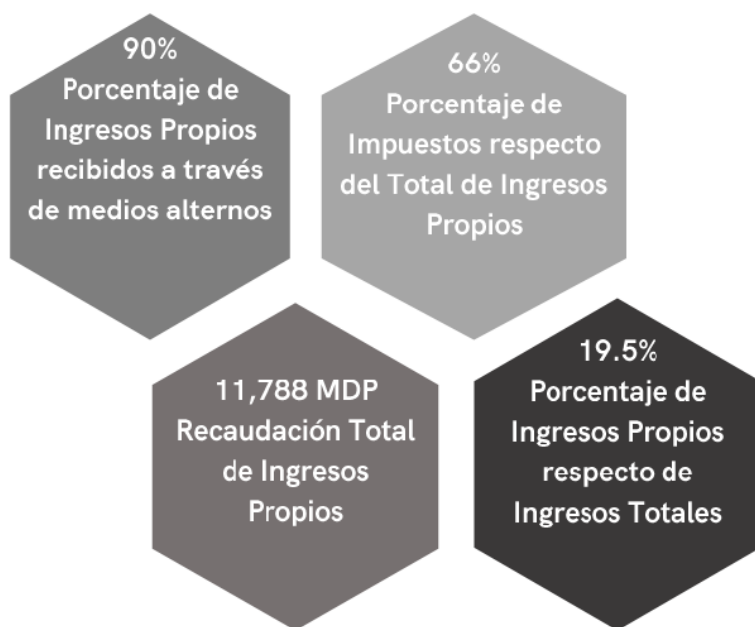 90%
Porcentaje de
Ingresos Propios
recibidos a través
de medios alternos
66%
Porcentaje de
Impuestos respecto
del Total de Ingresos
Propios
11,788 MDP
Recaudación Total
de Ingresos
Propios
19.5%
Porcentaje de
Ingresos Propios
respecto de
Ingresos Totales